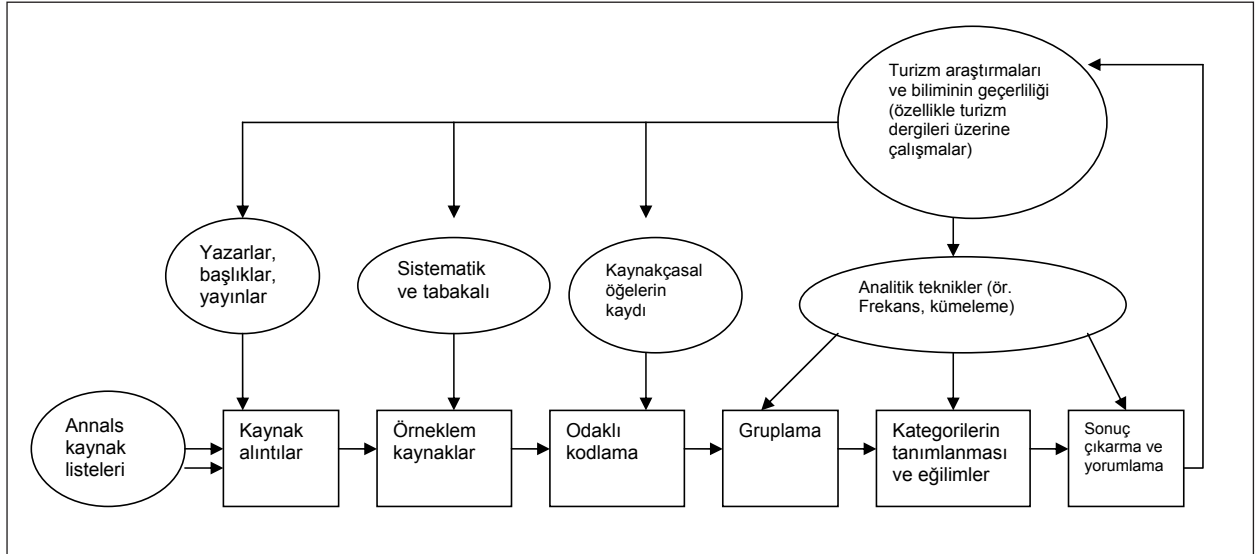 Turizm araştırmaları
ve biliminin geçerliliği
(özellikle turizm
dergileri üzerine
çalışmalar)
Yazarlar,
başlıklar,
yayınlar
Sistematik
ve tabakalı
Kaynakçasal
öğelerin
kaydı
Analitik teknikler (ör.
Frekans, kümeleme)
Annals
kaynak
listeleri
Kaynak
alıntılar
Örneklem
kaynaklar
Odaklı
kodlama
Gruplama
Kategorilerin
tanımlanması
ve eğilimler
Sonuç
çıkarma ve
yorumlama